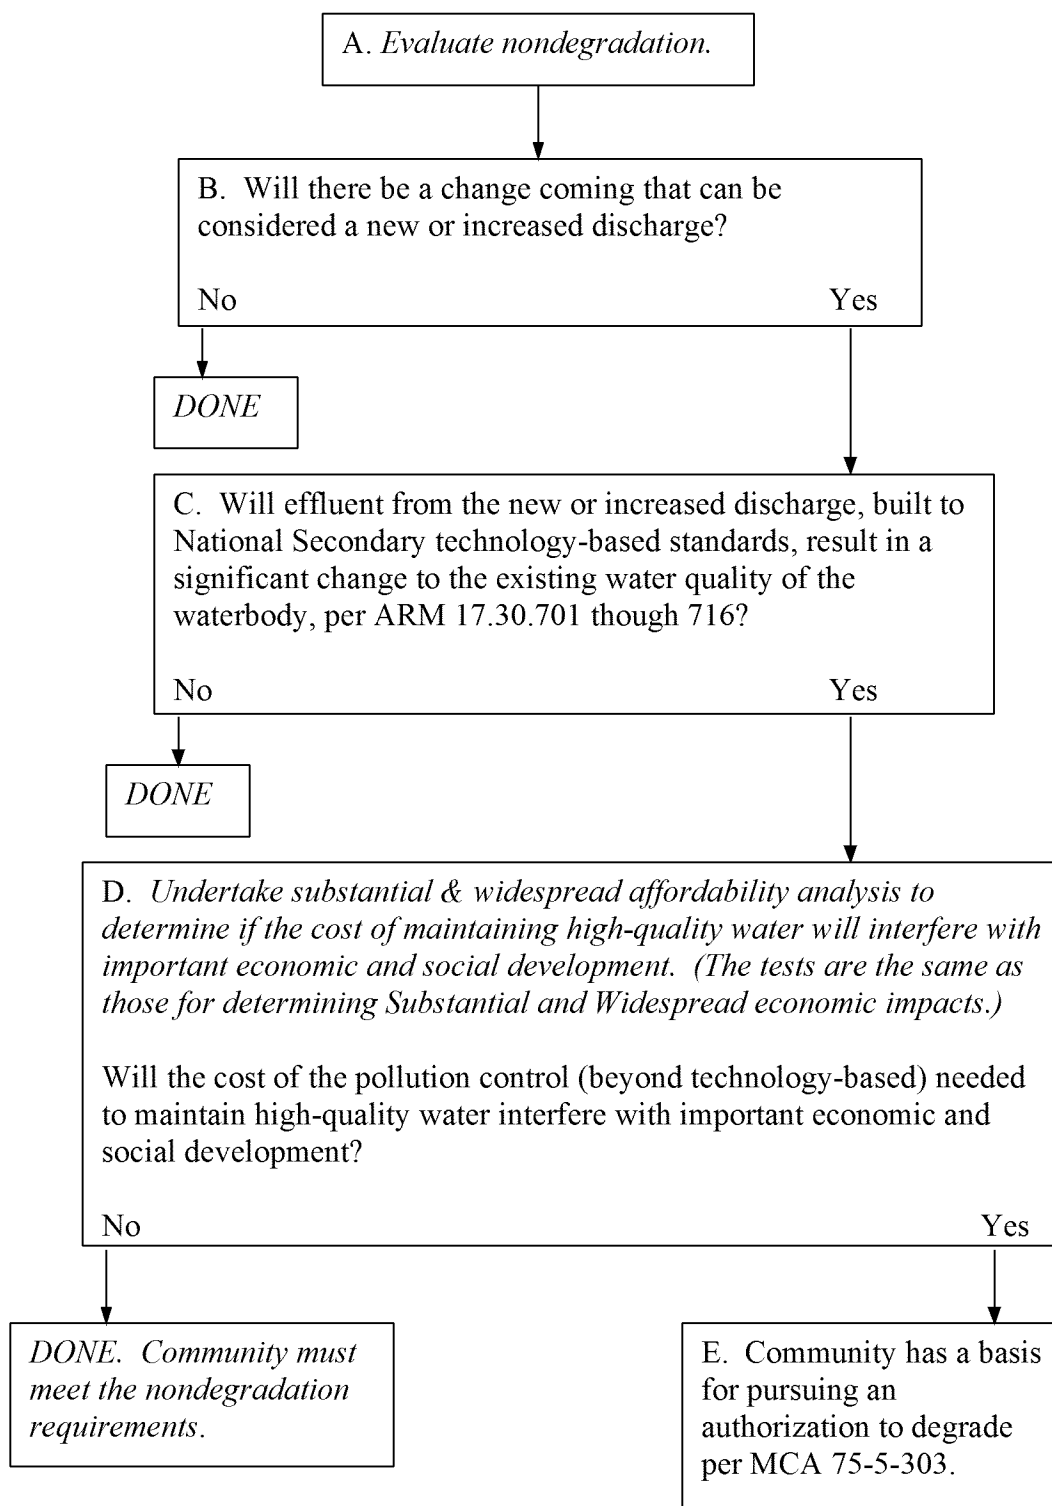 A. Evaluate nondegradation.
B. Will there be a change coming that can be
considered a new or increased discharge?
No Yes
DONE
C. Will effluent from the new or increased discharge, built to
National Secondary technology-based standards, result in a
significant change to the existing water quality of the
waterbody, per ARM 17.30.701 though 716?
No Yes
DONE
D. Undertake substantial & widespread affordability analysis to
determine if the cost of maintaining high-quality water will interfere with
important economic and social development. (The tests are the same as
those for determining Substantial and Widespread economic impacts.)
Will the cost of the pollution control (beyond technology-based) needed
to maintain high-quality water interfere with important economic and
social development?
No Yes
DONE. Community must
meet the nondegradation
requirements.
E. Community has a basis
for pursuing an
authorization to degrade
per MCA 75-5-303.